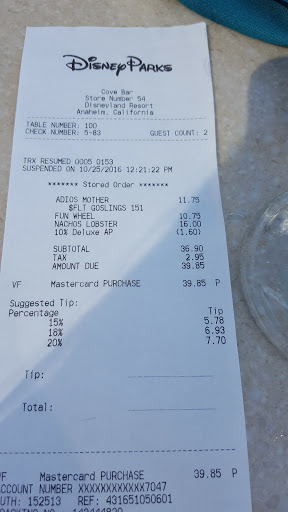 Disney Parks
Cove Bar
Store Number 54
Disneyland Resort
Anaheim, California
TABLE NUMBER: 100
CHECK NUMBER: 5-83 GUEST COUNT: 2
TRX RESUMED 0005 0153
SUSPENDED ON 10/25/2016 12:21:22 PM
******* Stored Order *******
ADIOS MOTHER 11.75
$FLT GOSLINGS 151
FUN WHEEL 10.75
NACHOS LOBSTER 16.00
10% Deluxe AP (1.60)
SUBTOTAL 36.90
TAX 2.95
AMOUNT DUE 39.85
VF Mastercard PURCHASE 39.85 P
Suggested Tip:
Percentage Tip
15% 5.78
18% 6.93
20% 7.70
Tip:
Total:
VF Mastercard PURCHASE 39.85 P
ACCOUNT NUMBER XXXXXXXXXXXX7047
UTH: 152513 REF: 431651050601